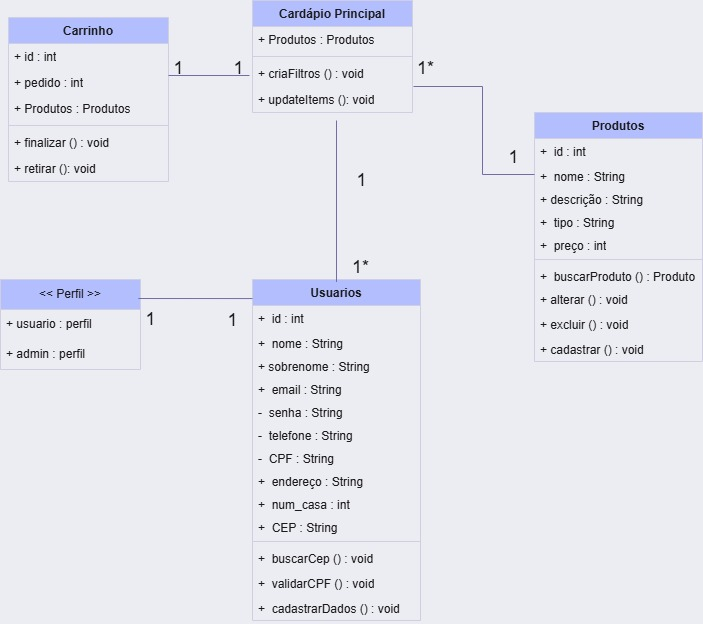 Carrinho
+ id : int
+ pedido : int
+ Produtos : Produtos
+ finalizar () : void
+ retirar (): void
1
1
Cardápio Principal
+ Produtos : Produtos
+ criaFiltros () : void
+ updateItems (): void
1*
1
Produtos
+ id : int
+ nome : String
+ descrição : String
+ tipo : String
+ preço : int
+ buscarProduto () : Produto
+ alterar () : void
+ excluir () : void
+ cadastrar () : void
1
1*
<< Perfil >>
+ usuario : perfil
+ admin : perfil
1
1
Usuarios
+ id : int
+ nome : String
+ sobrenome : String
+ email : String
- senha : String
- telefone : String
- CPF : String
+ endereço : String
+ num_casa : int
+ CEP : String
+ buscarCep () : void
+ validarCPF () : void
+ cadastrarDados () : void